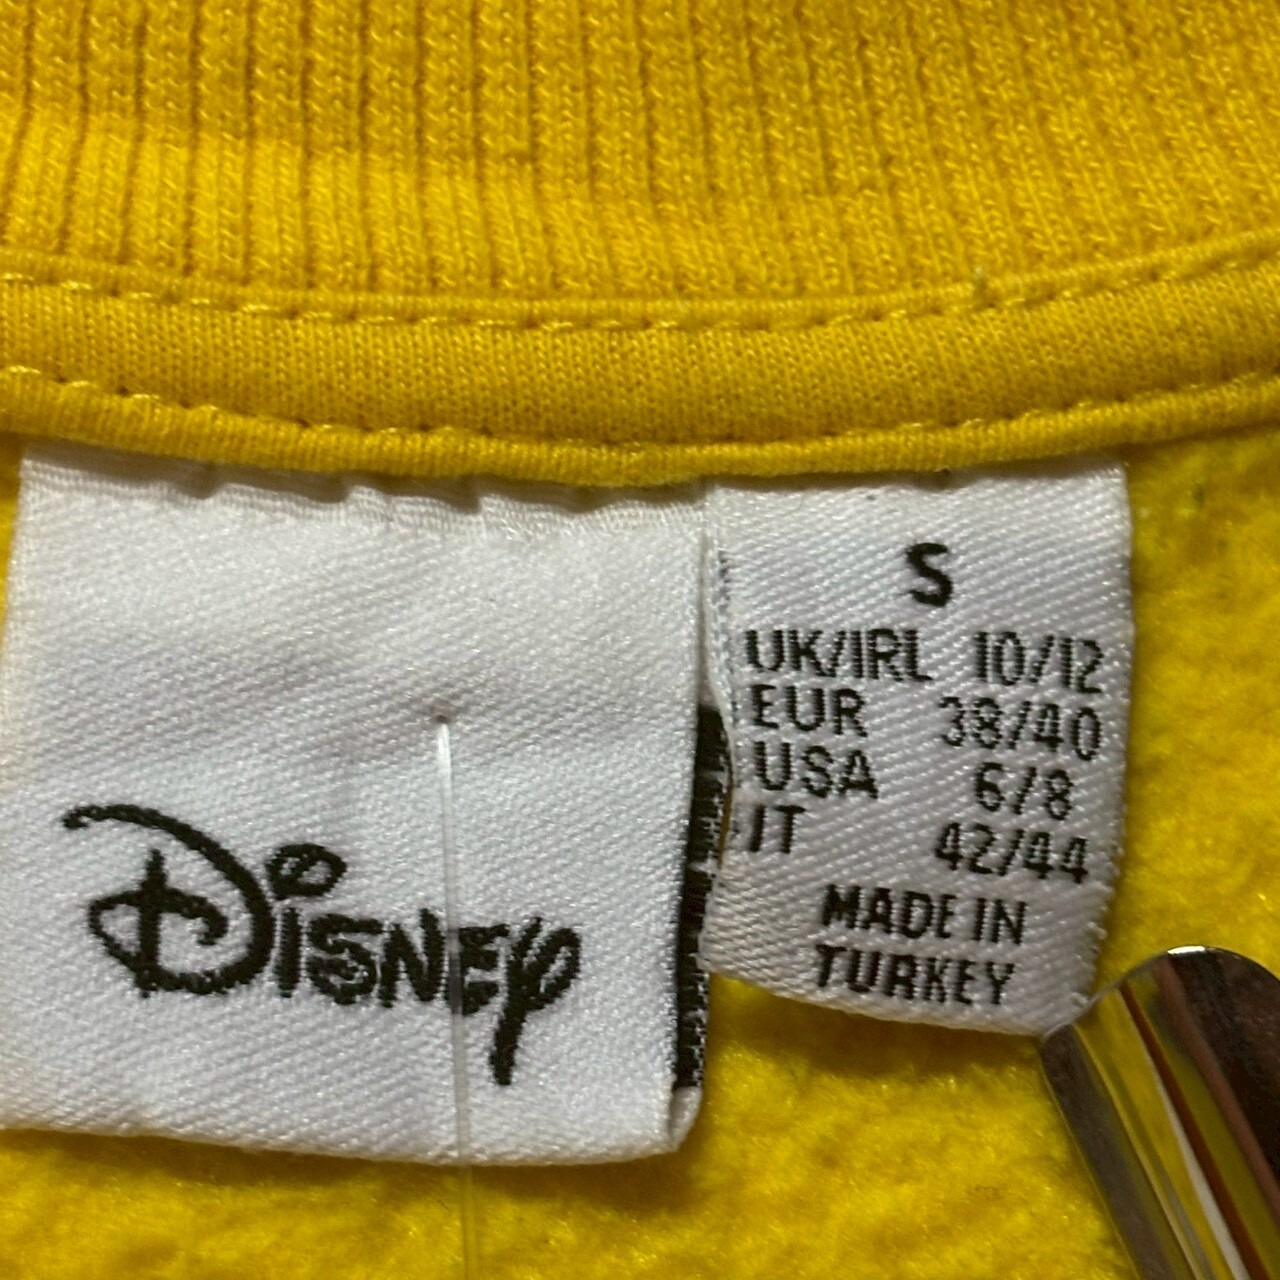 Disney
S
UK/IRL 10/12
EUR 38/40
USA 6/8
IT 42/44
MADE IN
TURKEY